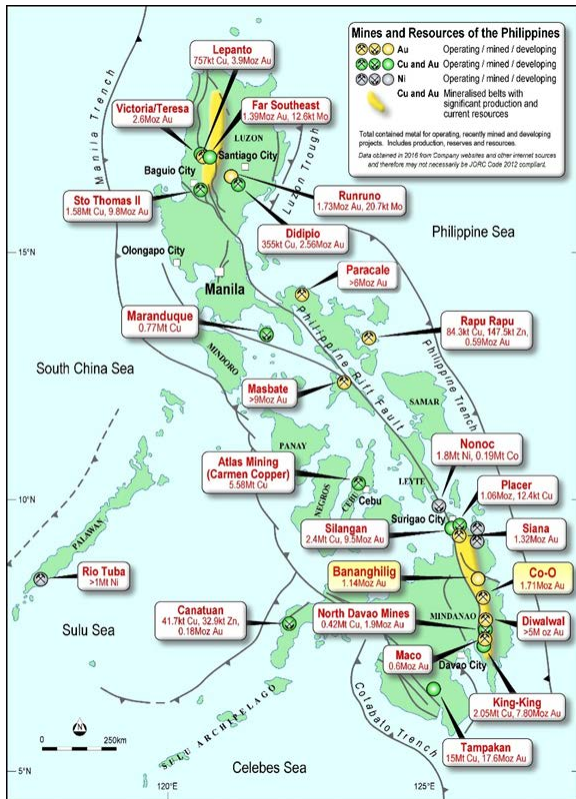 Mines and Resources of the Philippines
Au Operating / mined / developing
Cu and Au Operating / mined / developing
Ni Operating / mined / developing
Cu and Au Mineralised belts with
significant production and
current resources
Total contained metal for operating, recently mined and developing
projects. Includes production, reserves and resources.
Data obtained in 2016 from Company websites and other internet sources
and therefore may not necessarily be JORC Code 2012 compliant.
Lepanto
757kt Cu, 3.9Moz Au
Victoria/Teresa
2.6Moz Au
Far Southeast
1.39Moz Au, 12.6kt Mo
Manila Trench
LUZON
Santiago City
Baguio City
Luzon Trough
Sto Thomas II
1.58Mt Cu, 9.8Moz Au
Runruno
1.73Moz Au, 20.7kt Mo
Didipio
355kt Cu, 2.56Moz Au
Philippine Sea
15°N
Olongapo City
Manila
Paracale
>6Moz Au
Maranduque
0.77Mt Cu
Philippine Rift Fault
Rapu Rapu
84.3kt Cu, 147.5kt Zn,
0.59Moz Au
Philippine Trench
South China Sea
MINDORO
Masbate
>9Moz Au
SAMAR
PANAY
Nonoc
1.8Mt Ni, 0.19Mt Co
Atlas Mining
(Carmen Copper)
5.58Mt Cu
LEYTE
10°N
NEGROS
CEBU
Cebu
Placer
1.06Moz, 12.4kt Cu
Surigao City
Silangan
2.4Mt Cu, 9.5Moz Au
Siana
1.32Moz Au
PALAWAN
Rio Tuba
>1Mt Ni
Bananghilig
1.14Moz Au
Co-O
1.71Moz Au
Canatuan
41.7kt Cu, 32.9kt Zn,
0.18Moz Au
North Davao Mines
0.42Mt Cu, 1.9Moz Au
MINDANAO
Diwalwal
>5M oz Au
Sulu Sea
Maco
0.6Moz Au
Davao City
King-King
2.05Mt Cu, 7.80Moz Au
SULU ARCHIPELAGO
Cotabato Trench
N
0 250km
Tampakan
15Mt Cu, 17.6Moz Au
Celebes Sea
5°N
120°E
125°E